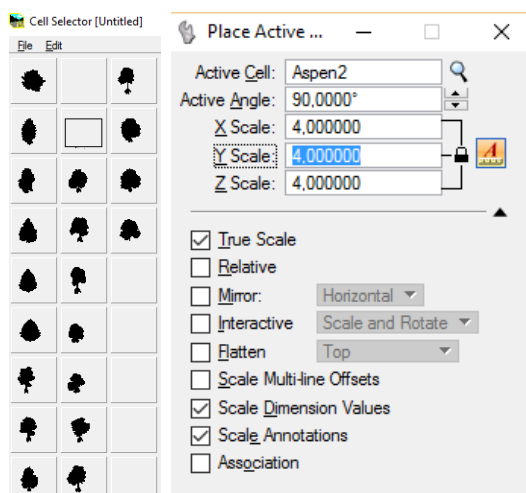 Cell Selector [Untitled]
File Edit
Place Active ...
Active Cell: Aspen2
Active Angle: 90,0000°
X Scale: 4,000000
Y Scale: 4,000000
Z Scale: 4,000000
True Scale
Relative
Mirror: Horizontal
Interactive Scale and Rotate
Flatten Top
Scale Multi-line Offsets
Scale Dimension Values
Scale Annotations
Association